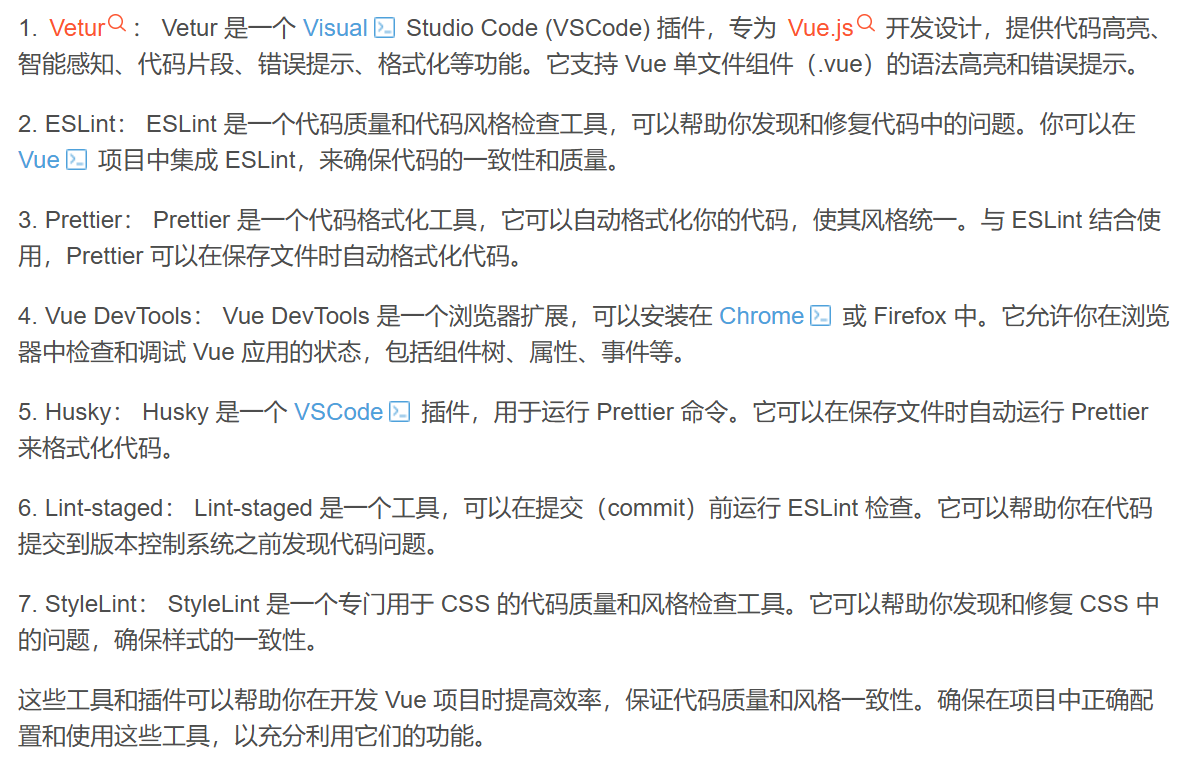 1. Vetur： Vetur 是一个 Visual Studio Code (VSCode) 插件，专为 Vue.js 开发设计，提供代码高亮、
智能感知、代码片段、错误提示、格式化等功能。它支持 Vue 单文件组件（.vue）的语法高亮和错误提示。
2. ESLint： ESLint 是一个代码质量和代码风格检查工具，可以帮助你发现和修复代码中的问题。你可以在
Vue 项目中集成 ESLint，来确保代码的一致性和质量。
3. Prettier： Prettier 是一个代码格式化工具，它可以自动格式化你的代码，使其风格统一。与 ESLint 结合使
用，Prettier 可以在保存文件时自动格式化代码。
4. Vue DevTools： Vue DevTools 是一个浏览器扩展，可以安装在 Chrome 或 Firefox 中。它允许你在浏览
器中检查和调试 Vue 应用的状态，包括组件树、属性、事件等。
5. Husky： Husky 是一个 VSCode 插件，用于运行 Prettier 命令。它可以在保存文件时自动运行 Prettier
来格式化代码。
6. Lint-staged： Lint-staged 是一个工具，可以在提交（commit）前运行 ESLint 检查。它可以帮助你在代码
提交到版本控制系统之前发现代码问题。
7. StyleLint： StyleLint 是一个专门用于 CSS 的代码质量和风格检查工具。它可以帮助你发现和修复 CSS 中
的问题，确保样式的一致性。
这些工具和插件可以帮助你在开发 Vue 项目时提高效率，保证代码质量和风格一致性。确保在项目中正确配
置和使用这些工具，以充分利用它们的功能。